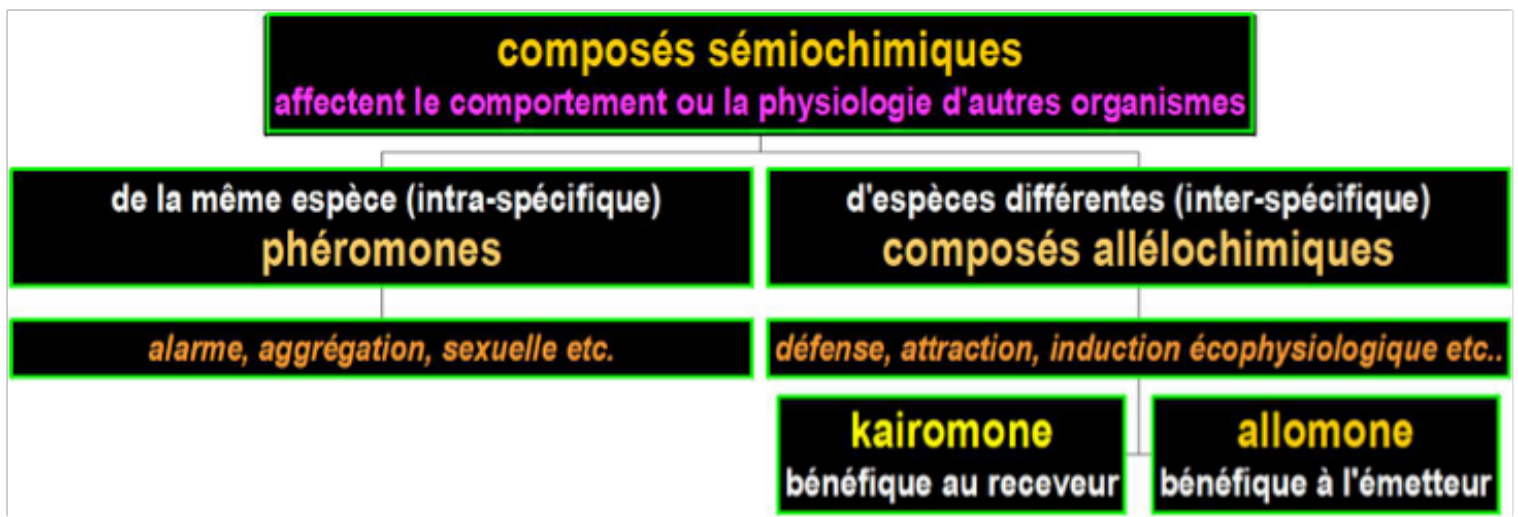 composés sémiochimiques
affectent le comportement ou la physiologie d'autres organismes
de la même espèce (intra-spécifique)
phéromones
d'espèces différentes (inter-spécifique)
composés allélochimiques
alarme, aggrégation, sexuelle etc.
défense, attraction, induction écophysiologique etc..
kairomone
bénéfique au receveur
allomone
bénéfique à l'émetteur